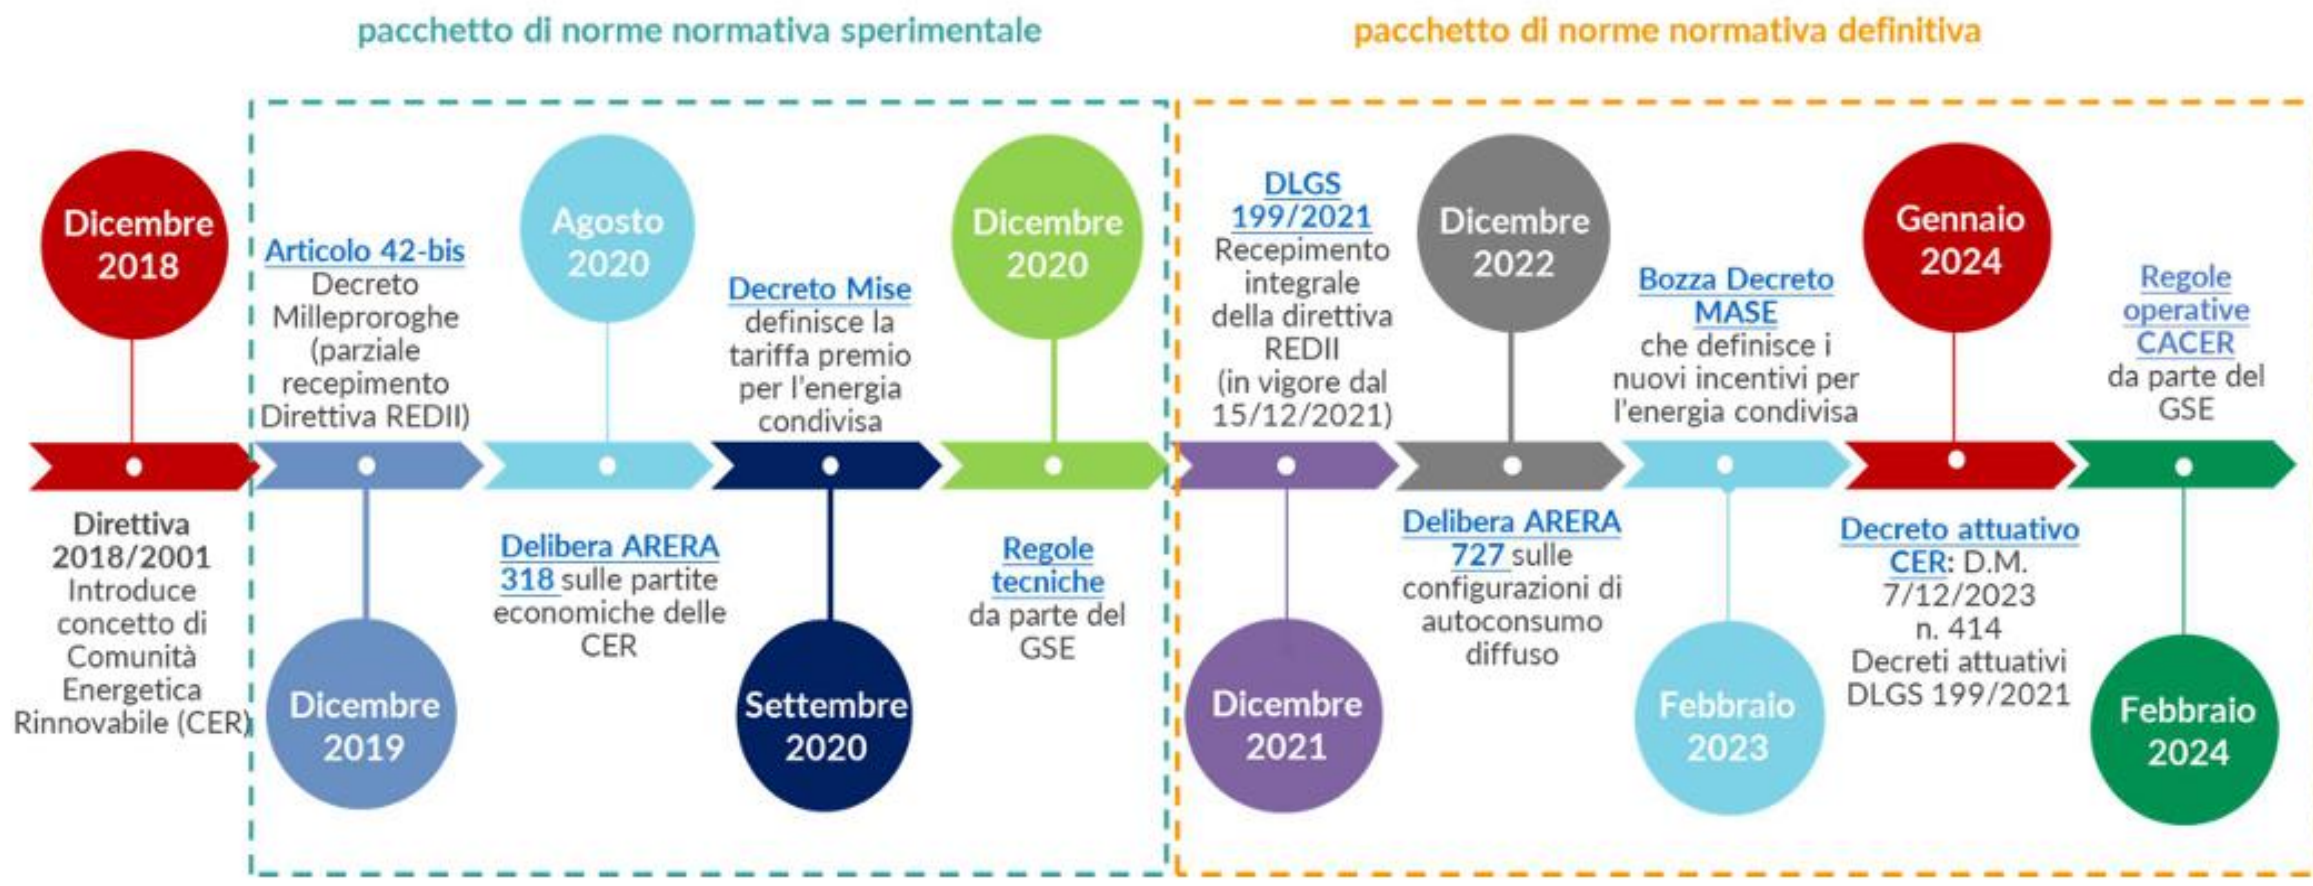 pacchetto di norme normativa sperimentale
pacchetto di norme normativa definitiva
Dicembre
2018
Direttiva
2018/2001
Introduce
concetto di
Comunità
Energetica
Rinnovabile (CER)
Articolo 42-bis
Decreto
Milleproroghe
(parziale
recepimento
Direttiva REDII)
Dicembre
2019
Agosto
2020
Delibera ARERA
318 sulle partite
economiche delle
CER
Decreto Mise
definisce la
tariffa premio
per l'energia
condivisa
Settembre
2020
Dicembre
2020
Regole
tecniche
da parte del
GSE
DLGS
199/2021
Recepimento
integrale
della direttiva
REDII
(in vigore dal
15/12/2021)
Dicembre
2021
Dicembre
2022
Delibera ARERA
727 sulle
configurazioni di
autoconsumo
diffuso
Bozza Decreto
MASE
che definisce i
nuovi incentivi per
l'energia condivisa
Febbraio
2023
Gennaio
2024
Decreto attuativo
CER: D.M.
7/12/2023
n. 414
Decreti attuativi
DLGS 199/2021
Regole
operative
CACER
da parte del
GSE
Febbraio
2024